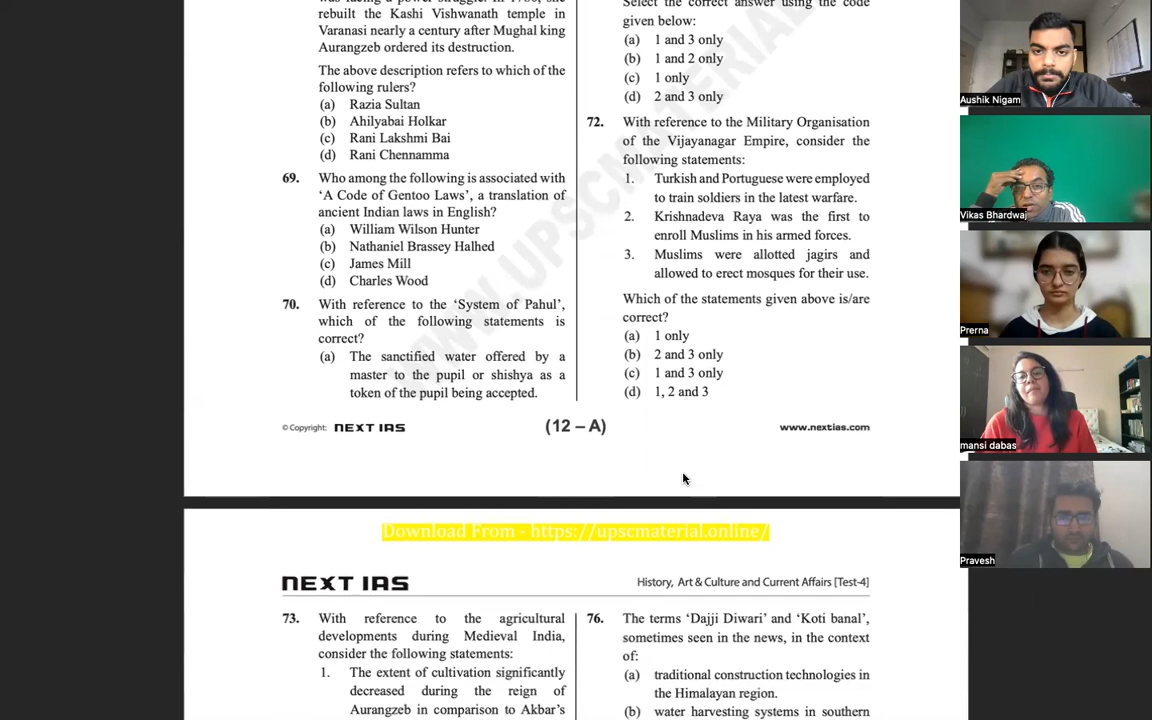 was facing a power struggle. In 1780, she
rebuilt the Kashi Vishwanath temple in
Varanasi nearly a century after Mughal king
Aurangzeb ordered its destruction.
The above description refers to which of the
following rulers?
(a) Razia Sultan
(b) Ahilyabai Holkar
(c) Rani Lakshmi Bai
(d) Rani Chennamma
69. Who among the following is associated with
‘A Code of Gentoo Laws’, a translation of
ancient Indian laws in English?
(a) William Wilson Hunter
(b) Nathaniel Brassey Halhed
(c) James Mill
(d) Charles Wood
70. With reference to the ‘System of Pahul’,
which of the following statements is
correct?
(a) The sanctified water offered by a
master to the pupil or shishya as a
token of the pupil being accepted.
Select the correct answer using the code
given below:
(a) 1 and 3 only
(b) 1 and 2 only
(c) 1 only
(d) 2 and 3 only
72. With reference to the Military Organisation
of the Vijayanagar Empire, consider the
following statements:
1. Turkish and Portuguese were employed
to train soldiers in the latest warfare.
2. Krishnadeva Raya was the first to
enroll Muslims in his armed forces.
3. Muslims were allotted jagirs and
allowed to erect mosques for their use.
Which of the statements given above is/are
correct?
(a) 1 only
(b) 2 and 3 only
(c) 1 and 3 only
(d) 1, 2 and 3
© Copyright: NEXT IAS
(12 – A)
www.nextias.com
WWW.UPSCMATERIAL
Download From - https://upscmaterial.online/
NEXT IAS
History, Art & Culture and Current Affairs [Test-4]
73. With reference to the agricultural
developments during Medieval India,
consider the following statements:
1. The extent of cultivation significantly
decreased during the reign of
Aurangzeb in comparison to Akbar’s
76. The terms ‘Dajji Diwari’ and ‘Koti banal’,
sometimes seen in the news, in the context
of:
(a) traditional construction technologies in
the Himalayan region.
(b) water harvesting systems in southern
Aushik Nigam
Vikas Bhardwaj
Prerna
mansi dabas
Pravesh